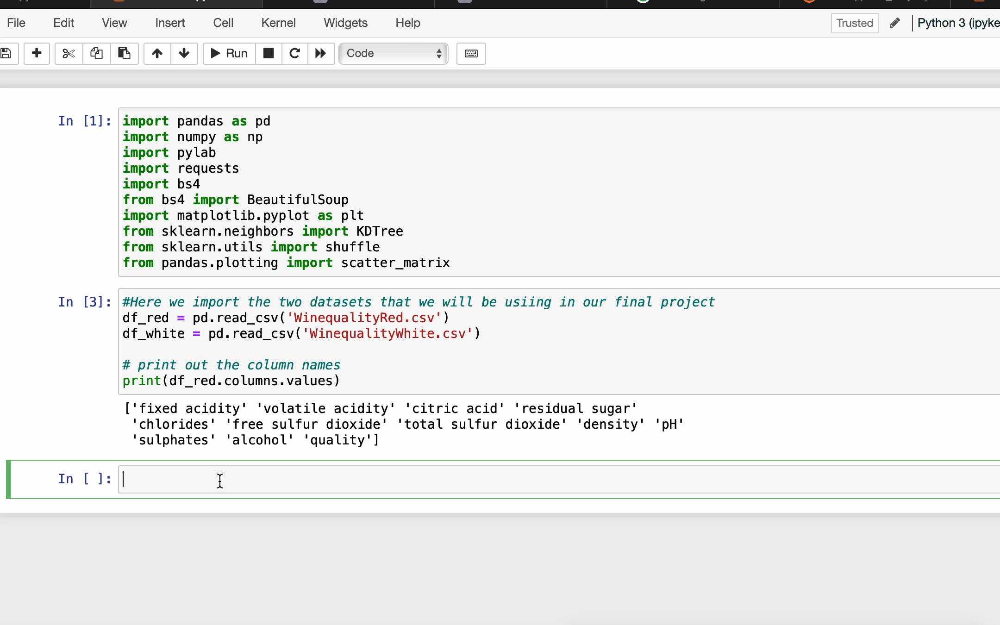 File Edit View Insert Cell Kernel Widgets Help Trusted Python 3 (ipyke
Run Code
In [1]: import pandas as pd
import numpy as np
import pylab
import requests
import bs4
from bs4 import BeautifulSoup
import matplotlib.pyplot as plt
from sklearn.neighbors import KDTree
from sklearn.utils import shuffle
from pandas.plotting import scatter_matrix
In [3]: #Here we import the two datasets that we will be usiing in our final project
df_red = pd.read_csv('WinequalityRed.csv')
df_white = pd.read_csv('WinequalityWhite.csv')
# print out the column names
print(df_red.columns.values)
['fixed acidity' 'volatile acidity' 'citric acid' 'residual sugar'
'chlorides' 'free sulfur dioxide' 'total sulfur dioxide' 'density' 'pH'
'sulphates' 'alcohol' 'quality']
In [ ]: